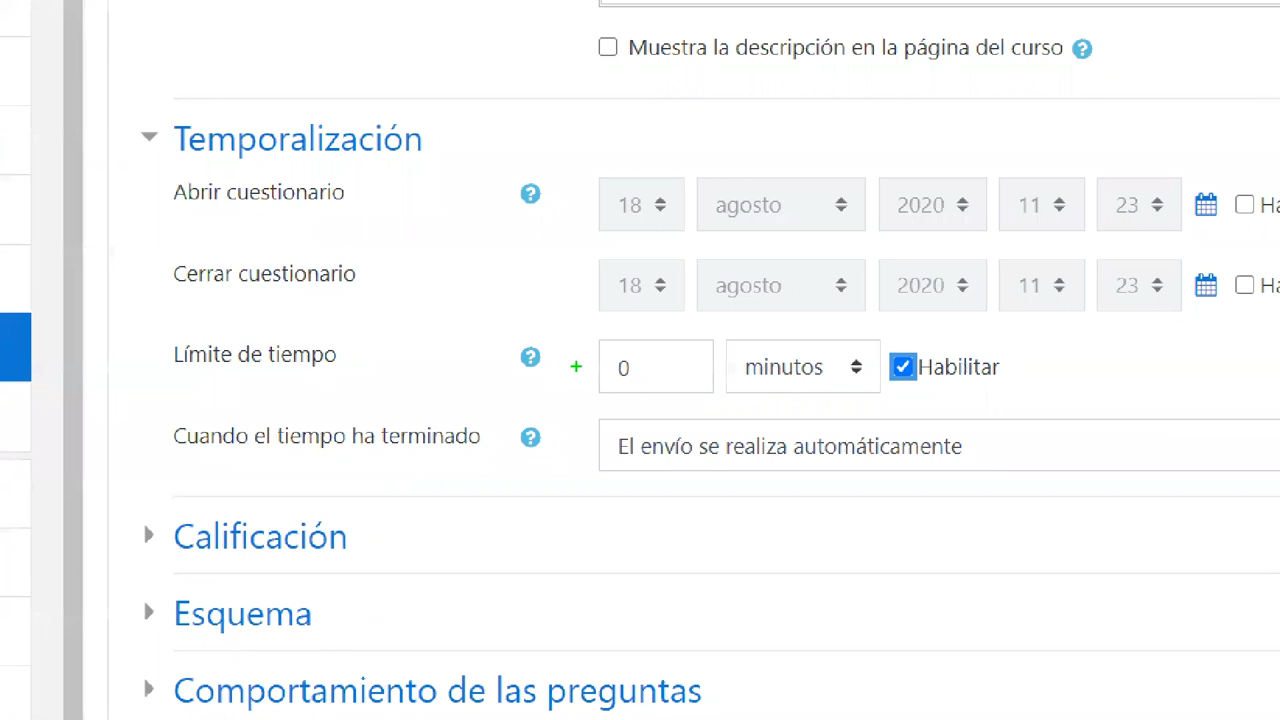 Muestra la descripción en la página del curso
Temporalización
Abrir cuestionario 18 agosto 2020 11 23
Cerrar cuestionario 18 agosto 2020 11 23
Límite de tiempo 0 minutos Habilitar
Cuando el tiempo ha terminado El envío se realiza automáticamente
Calificación
Esquema
Comportamiento de las preguntas